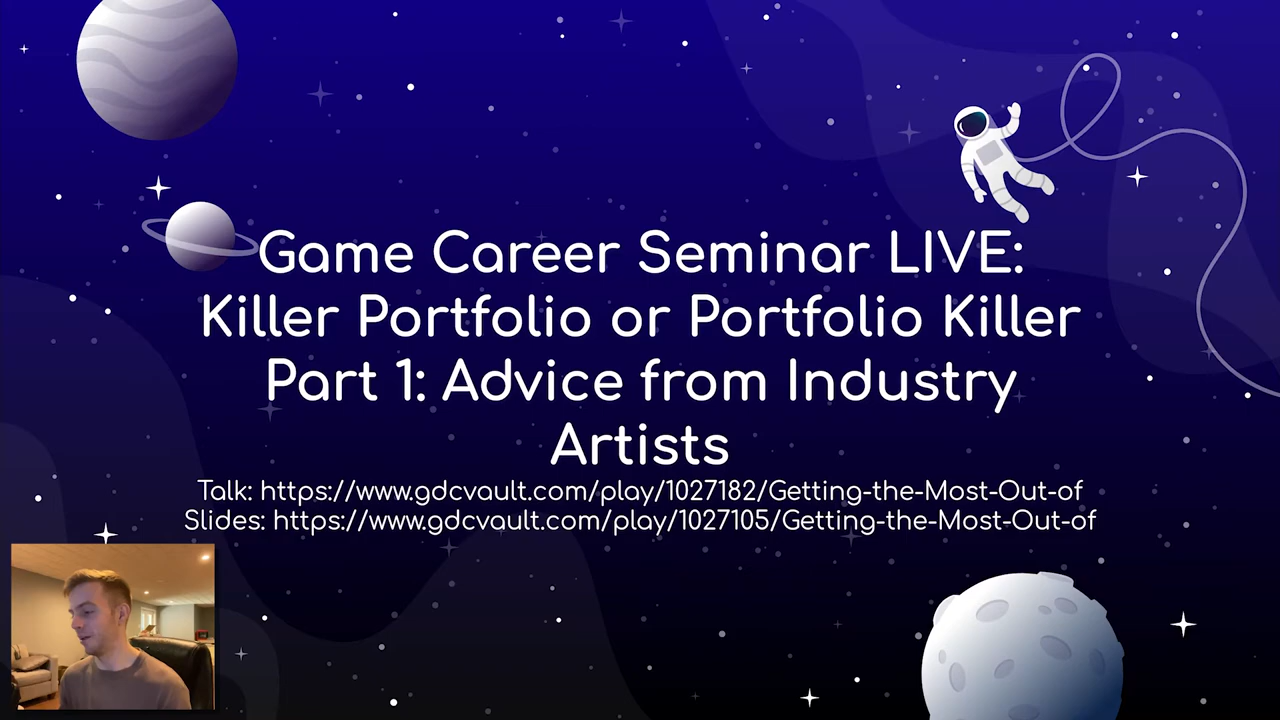 Game Career Seminar LIVE:
Killer Portfolio or Portfolio Killer
Part 1: Advice from Industry
Artists
Talk: https://www.gdcvault.com/play/1027182/Getting-the-Most-Out-of
Slides: https://www.gdcvault.com/play/1027105/Getting-the-Most-Out-of